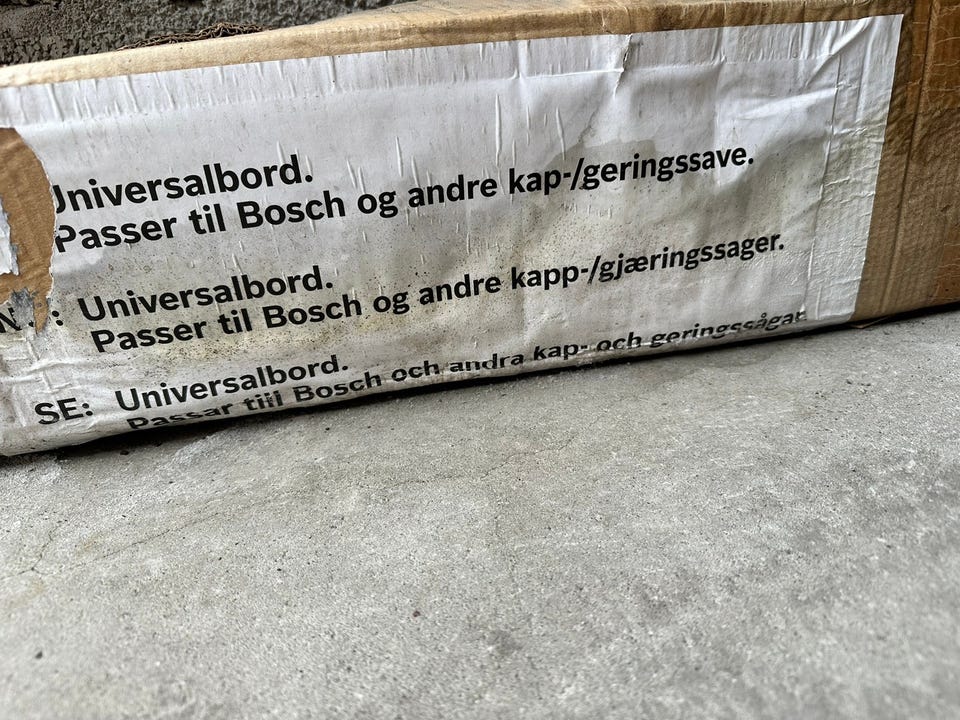 Universalbord.
Passer til Bosch og andre kap-/geringssave.
N : Universalbord.
Passer til Bosch og andre kapp-/gjæringssager.
SE: Universalbord.
Passar till Bosch och andra kap- och geringssågar.